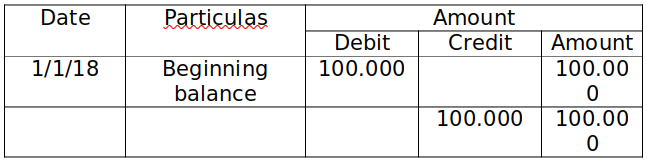 Date Particulas Amount
Debit Credit Amount
1/1/18 Beginning 100.000 100.00
balance 0
100.000 100.00
0